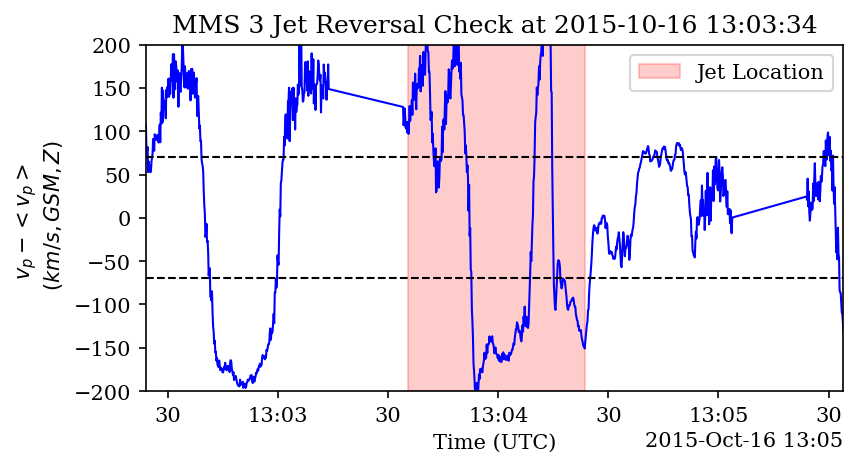 MMS 3 Jet Reversal Check at 2015-10-16 13:03:34
200
150
100
50
0
−50
−100
−150
−200
v_p − < v_p >
(km/s, GSM, Z)
Jet Location
30 13:03 30 13:04 30 13:05 30
Time (UTC)
2015-Oct-16 13:05